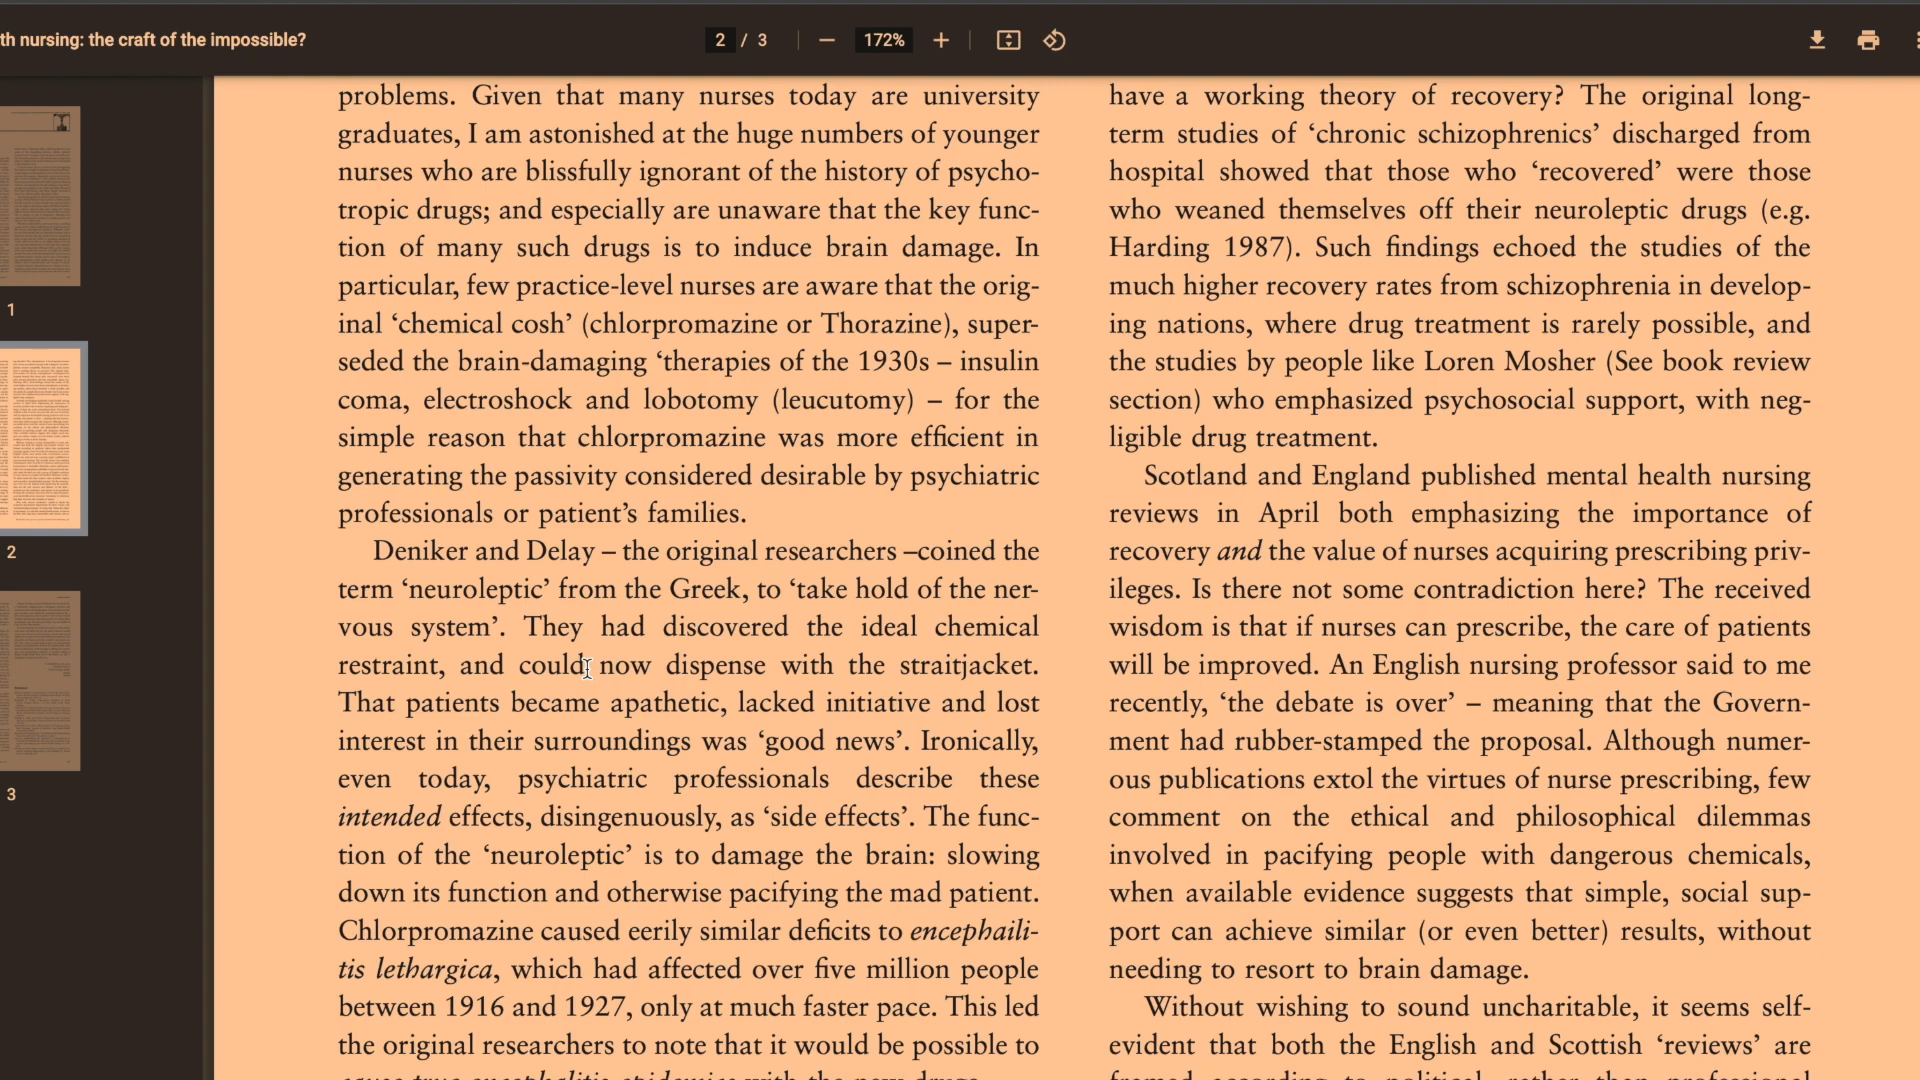 th nursing: the craft of the impossible?
2 / 3
172%
1
2
3
problems. Given that many nurses today are university
graduates, I am astonished at the huge numbers of younger
nurses who are blissfully ignorant of the history of psycho-
tropic drugs; and especially are unaware that the key func-
tion of many such drugs is to induce brain damage. In
particular, few practice-level nurses are aware that the orig-
inal ‘chemical cosh’ (chlorpromazine or Thorazine), super-
seded the brain-damaging ‘therapies of the 1930s – insulin
coma, electroshock and lobotomy (leucutomy) – for the
simple reason that chlorpromazine was more efficient in
generating the passivity considered desirable by psychiatric
professionals or patient’s families.
Deniker and Delay – the original researchers –coined the
term ‘neuroleptic’ from the Greek, to ‘take hold of the ner-
vous system’. They had discovered the ideal chemical
restraint, and could now dispense with the straitjacket.
That patients became apathetic, lacked initiative and lost
interest in their surroundings was ‘good news’. Ironically,
even today, psychiatric professionals describe these
intended effects, disingenuously, as ‘side effects’. The func-
tion of the ‘neuroleptic’ is to damage the brain: slowing
down its function and otherwise pacifying the mad patient.
Chlorpromazine caused eerily similar deficits to encephaili-
tis lethargica, which had affected over five million people
between 1916 and 1927, only at much faster pace. This led
the original researchers to note that it would be possible to
cause true encephalitis epidemics with the new drugs.
have a working theory of recovery? The original long-
term studies of ‘chronic schizophrenics’ discharged from
hospital showed that those who ‘recovered’ were those
who weaned themselves off their neuroleptic drugs (e.g.
Harding 1987). Such findings echoed the studies of the
much higher recovery rates from schizophrenia in develop-
ing nations, where drug treatment is rarely possible, and
the studies by people like Loren Mosher (See book review
section) who emphasized psychosocial support, with neg-
ligible drug treatment.
Scotland and England published mental health nursing
reviews in April both emphasizing the importance of
recovery and the value of nurses acquiring prescribing priv-
ileges. Is there not some contradiction here? The received
wisdom is that if nurses can prescribe, the care of patients
will be improved. An English nursing professor said to me
recently, ‘the debate is over’ – meaning that the Govern-
ment had rubber-stamped the proposal. Although numer-
ous publications extol the virtues of nurse prescribing, few
comment on the ethical and philosophical dilemmas
involved in pacifying people with dangerous chemicals,
when available evidence suggests that simple, social sup-
port can achieve similar (or even better) results, without
needing to resort to brain damage.
Without wishing to sound uncharitable, it seems self-
evident that both the English and Scottish ‘reviews’ are
framed according to political, rather than professional